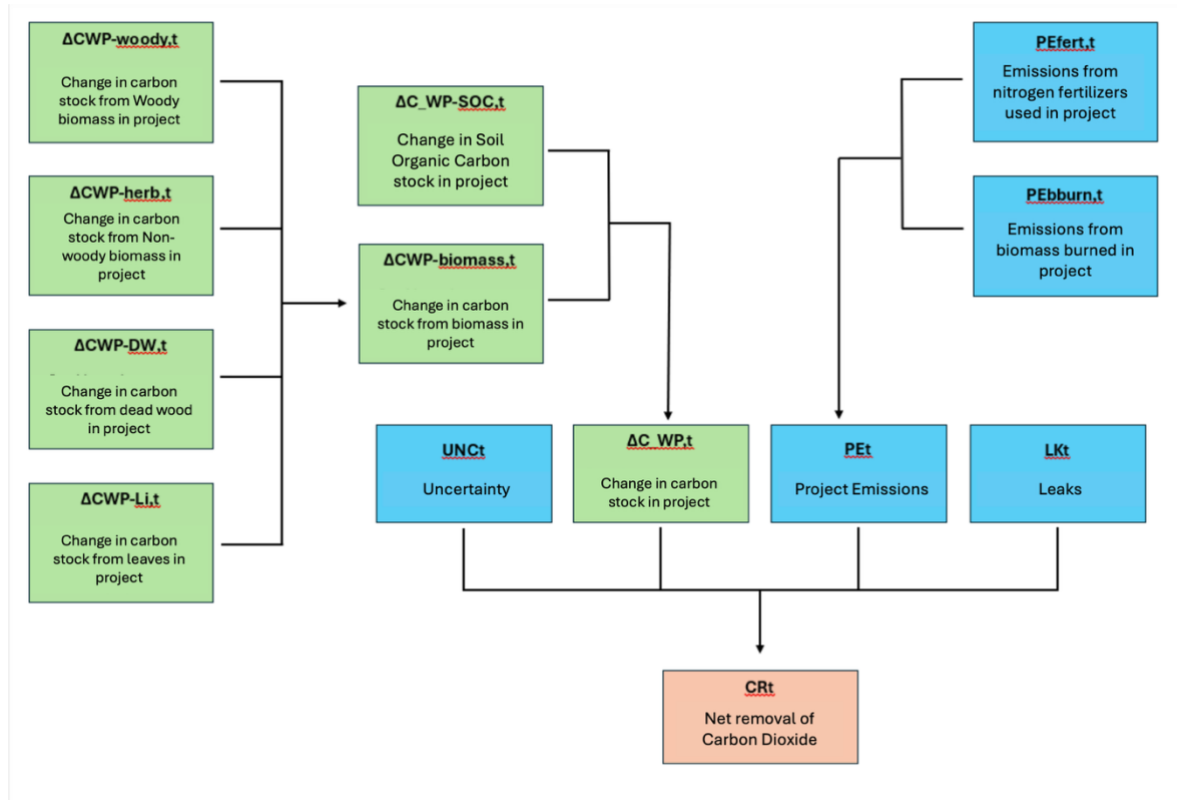 ΔCWP-woody,t
Change in carbon
stock from Woody
biomass in project
ΔCWP-herb,t
Change in carbon
stock from Non-
woody biomass in
project
ΔCWP-DW,t
Change in carbon
stock from dead wood
in project
ΔCWP-Li,t
Change in carbon
stock from leaves in
project
ΔC_WP-SOC,t
Change in Soil
Organic Carbon
stock in project
ΔCWP-biomass,t
Change in carbon
stock from biomass in
project
PEfert,t
Emissions from
nitrogen fertilizers
used in project
PEbburn,t
Emissions from
biomass burned in
project
UNCt
Uncertainty
ΔC_WP,t
Change in carbon
stock in project
PEt
Project Emissions
LKt
Leaks
CRt
Net removal of
Carbon Dioxide